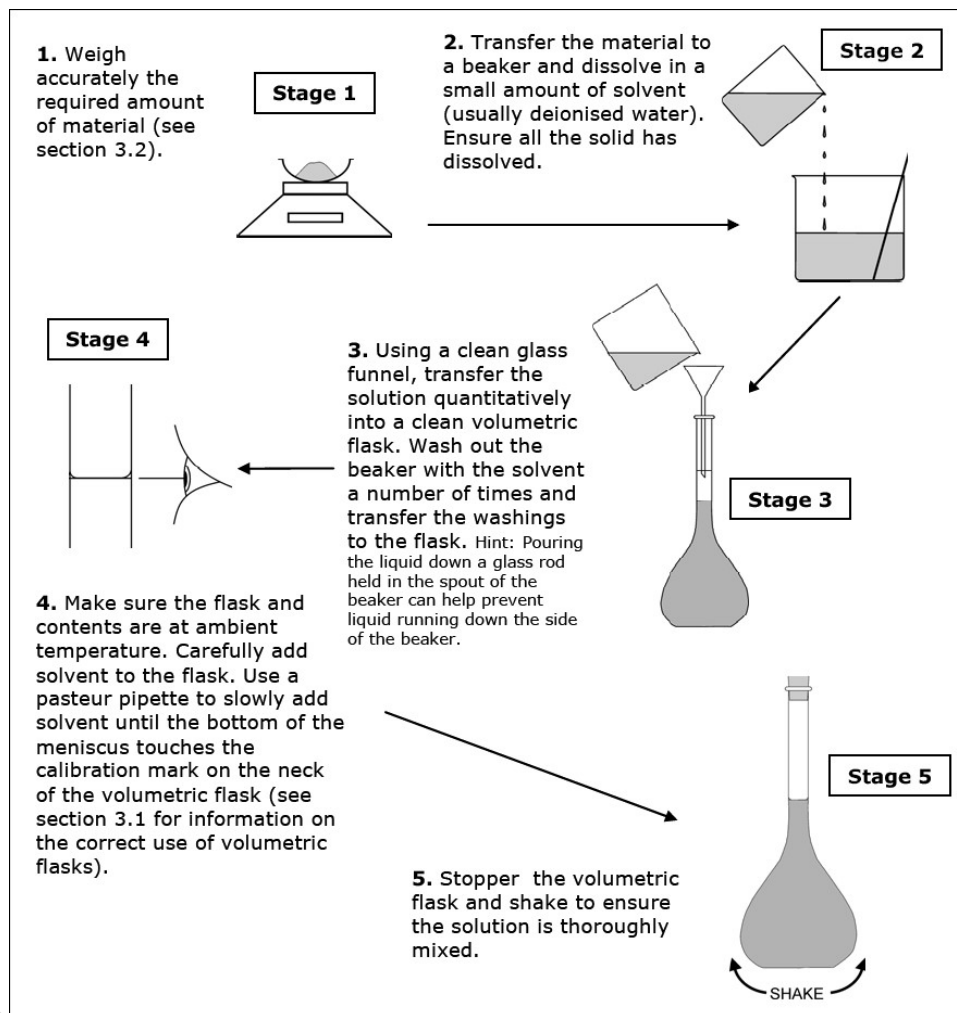 1. Weigh
accurately the
required amount
of material (see
section 3.2).
Stage 1
2. Transfer the material to
a beaker and dissolve in a
small amount of solvent
(usually deionised water).
Ensure all the solid has
dissolved.
Stage 2
3. Using a clean glass
funnel, transfer the
solution quantitatively
into a clean volumetric
flask. Wash out the
beaker with the solvent
a number of times and
transfer the washings
to the flask. Hint: Pouring
the liquid down a glass rod
held in the spout of the
beaker can help prevent
liquid running down the side
of the beaker.
Stage 3
Stage 4
4. Make sure the flask and
contents are at ambient
temperature. Carefully add
solvent to the flask. Use a
pasteur pipette to slowly add
solvent until the bottom of the
meniscus touches the
calibration mark on the neck
of the volumetric flask (see
section 3.1 for information on
the correct use of volumetric
flasks).
Stage 5
5. Stopper the volumetric
flask and shake to ensure
the solution is thoroughly
mixed.
SHAKE